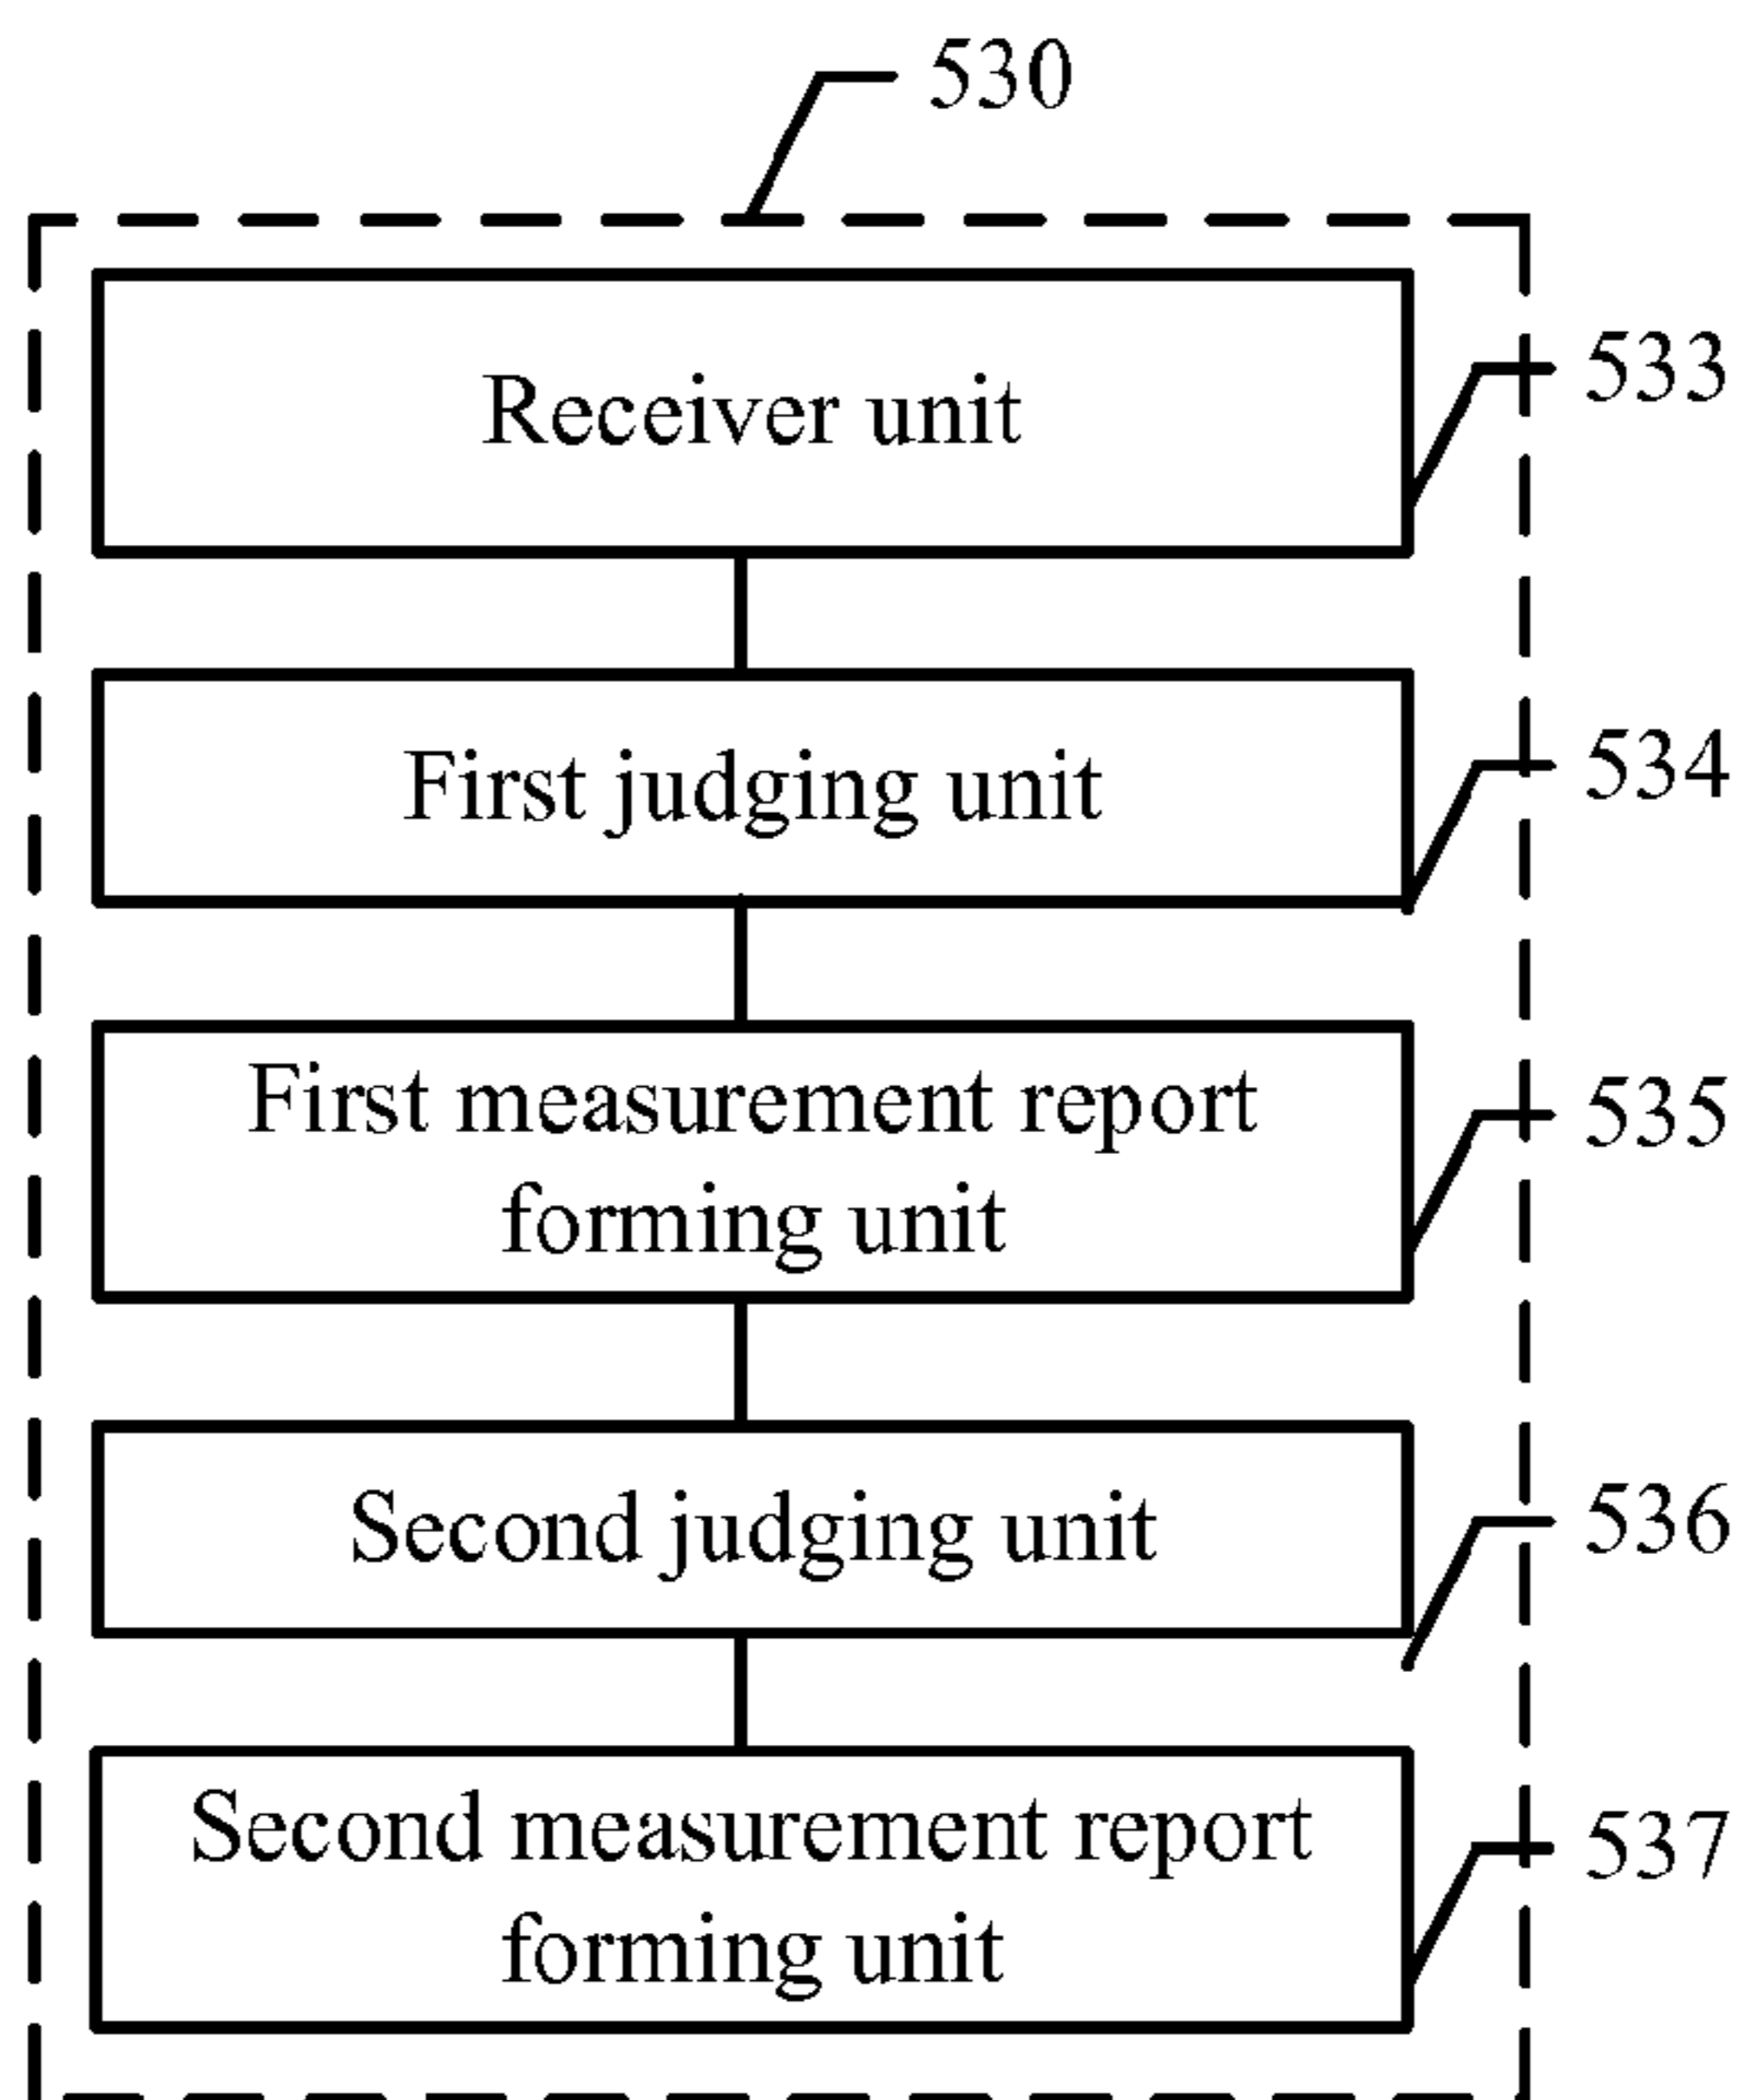 530
Receiver unit
533
First judging unit
534
First measurement report
forming unit
535
Second judging unit
536
Second measurement report
forming unit
537